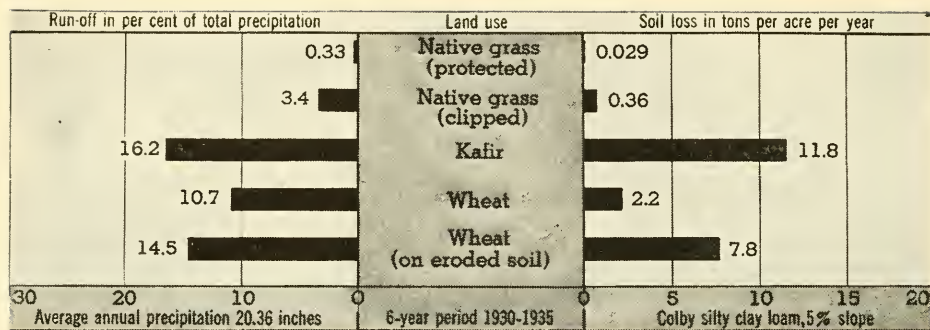 Run-off in per cent of total precipitation Land use Soil loss in tons per acre per year
0.33 Native grass (protected) 0.029
3.4 Native grass (clipped) 0.36
16.2 Kafir 11.8
10.7 Wheat 2.2
14.5 Wheat (on eroded soil) 7.8
30 20 10 0 0 5 10 15 20
Average annual precipitation 20.36 inches 6-year period 1930-1935 Colby silty clay loam, 5% slope